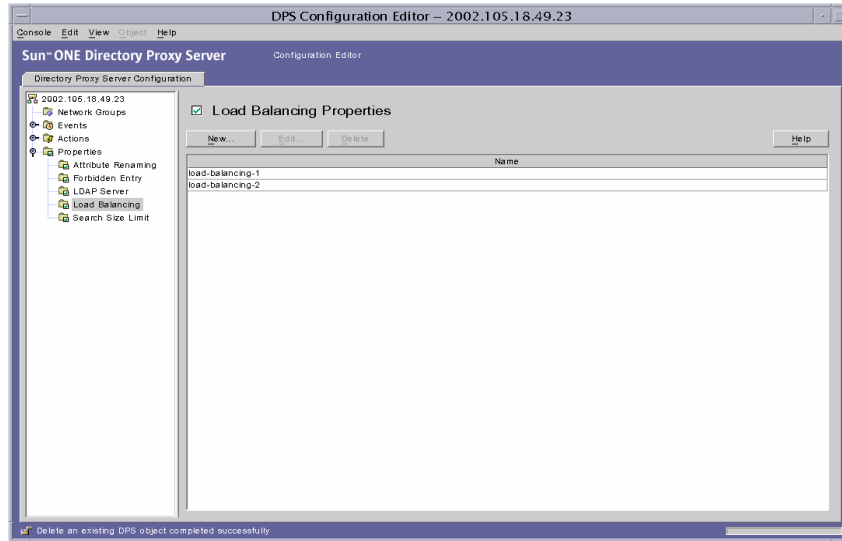 DPS Configuration Editor – 2002.105.18.49.23
Console Edit View Object Help
Sun™ ONE Directory Proxy Server Configuration Editor
Directory Proxy Server Configuration
2002.105.18.49.23
Network Groups
Events
Actions
Properties
Attribute Renaming
Forbidden Entry
LDAP Server
Load Balancing
Search Size Limit
Load Balancing Properties
New... Edit... Delete Help
Name
load-balancing-1
load-balancing-2
Delete an existing DPS object completed successfully